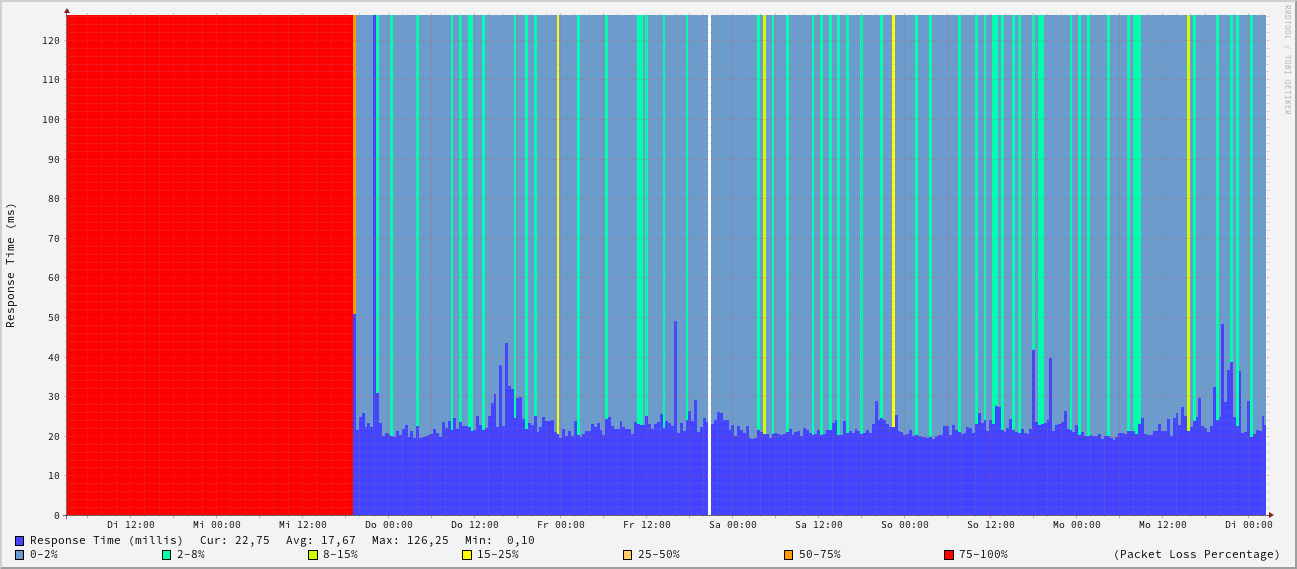 RRDTOOL / TOBI OETIKER
Response Time (ms)
120
110
100
90
80
70
60
50
40
30
20
10
0
Di 12:00 Mi 00:00 Mi 12:00 Do 00:00 Do 12:00 Fr 00:00 Fr 12:00 Sa 00:00 Sa 12:00 So 00:00 So 12:00 Mo 00:00 Mo 12:00 Di 00:00
Response Time (millis) Cur: 22,75 Avg: 17,67 Max: 126,25 Min: 0,10
0-2% 2-8% 8-15% 15-25% 25-50% 50-75% 75-100% (Packet Loss Percentage)